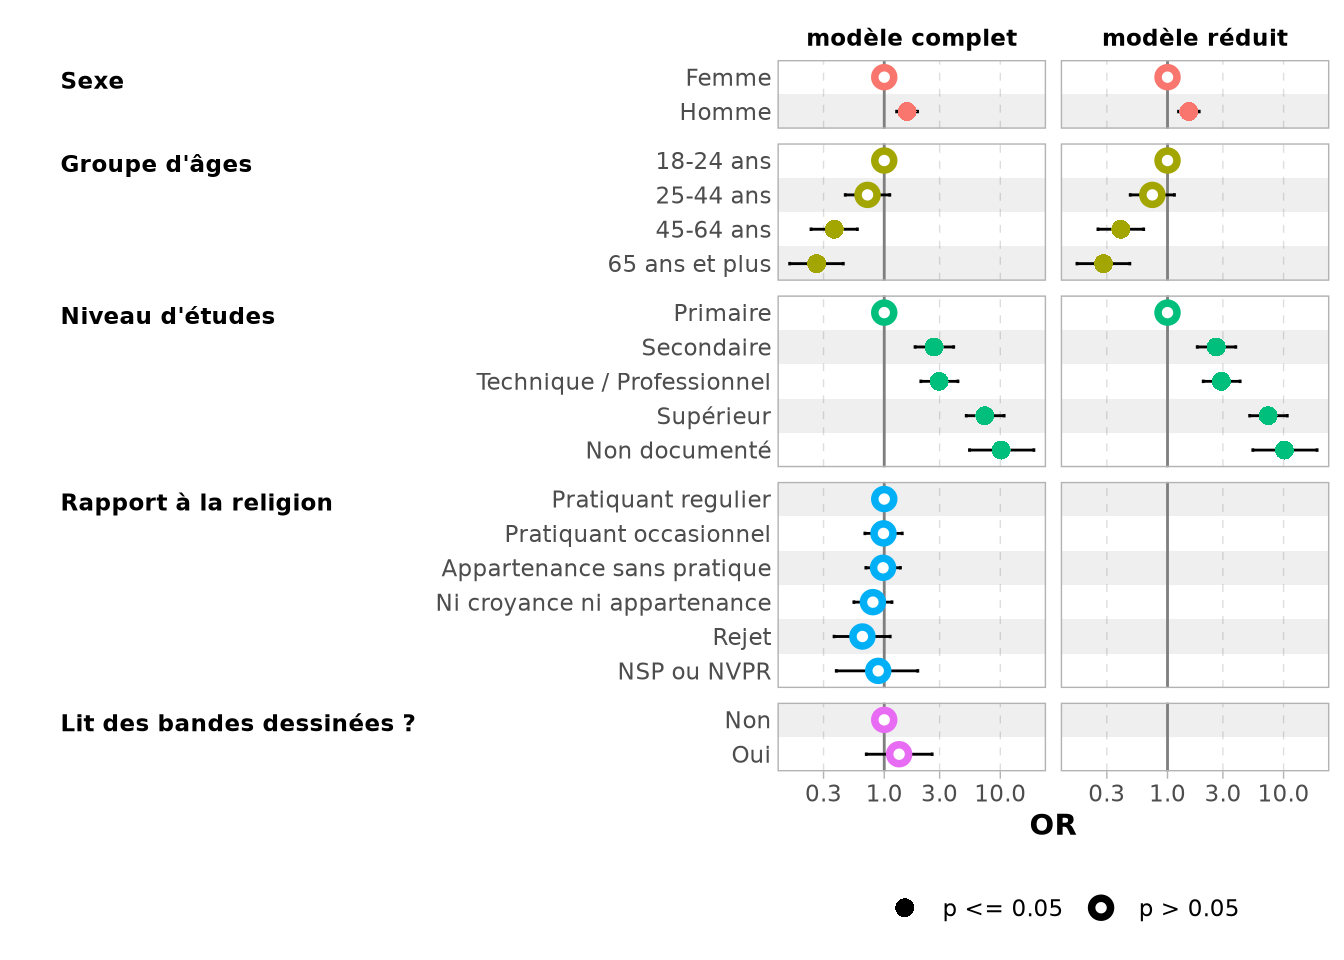 modèle complet modèle réduit
Sexe
Femme
Homme
Groupe d'âges
18-24 ans
25-44 ans
45-64 ans
65 ans et plus
Niveau d'études
Primaire
Secondaire
Technique / Professionnel
Supérieur
Non documenté
Rapport à la religion
Pratiquant regulier
Pratiquant occasionnel
Appartenance sans pratique
Ni croyance ni appartenance
Rejet
NSP ou NVPR
Lit des bandes dessinées ?
Non
Oui
0.3 1.0 3.0 10.0 0.3 1.0 3.0 10.0
OR
p <= 0.05 p > 0.05